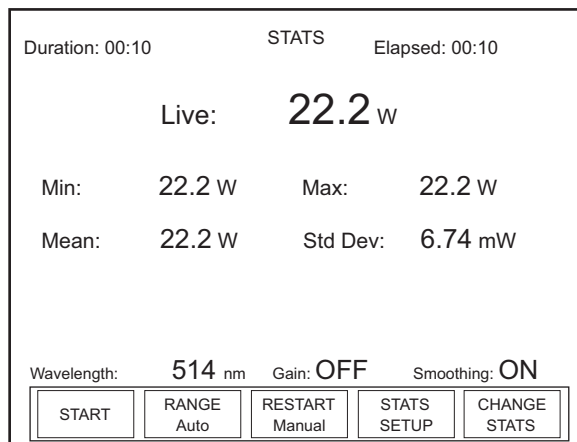 Duration: 00:10 STATS Elapsed: 00:10
Live: 22.2 W
Min: 22.2 W Max: 22.2 W
Mean: 22.2 W Std Dev: 6.74 mW
Wavelength: 514 nm Gain: OFF Smoothing: ON
START RANGE RESTART STATS CHANGE
Auto Manual SETUP STATS